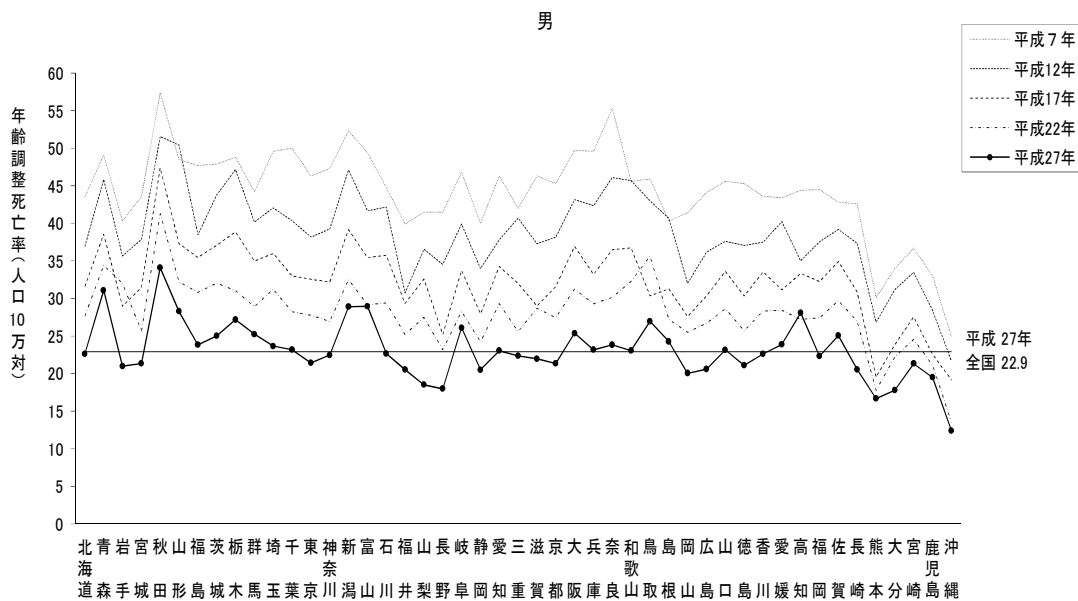 男
平成７年
平成12年
平成17年
平成22年
平成27年
年齢調整死亡率（人口10万対）
60
55
50
45
40
35
30
25
20
15
10
5
0
平成 27年
全国 22.9
北海道
青森
岩手
宮城
秋田
山形
福島
茨城
栃木
群馬
埼玉
千葉
東京
神奈川
新潟
富山
石川
福井
山梨
長野
岐阜
静岡
愛知
三重
滋賀
京都
大阪
兵庫
奈良
和歌山
鳥取
島根
岡山
広島
山口
徳島
香川
愛媛
高知
福岡
佐賀
長崎
熊本
大分
宮崎
鹿児島
沖縄